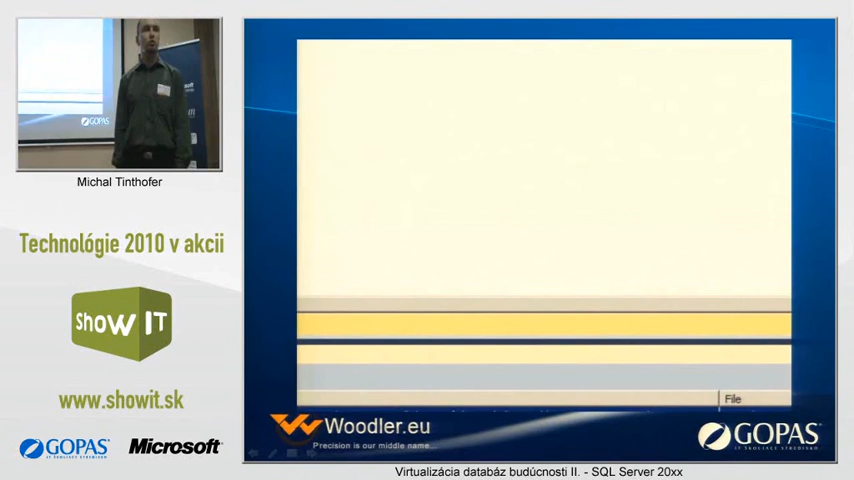 GOPAS
Michal Tinthofer
Technológie 2010 v akcii
Show IT
www.showit.sk
GOPAS
Microsoft
File
Woodler.eu
Precision is our middle name...
GOPAS
Virtualizácia databáz budúcnosti II. - SQL Server 20xx